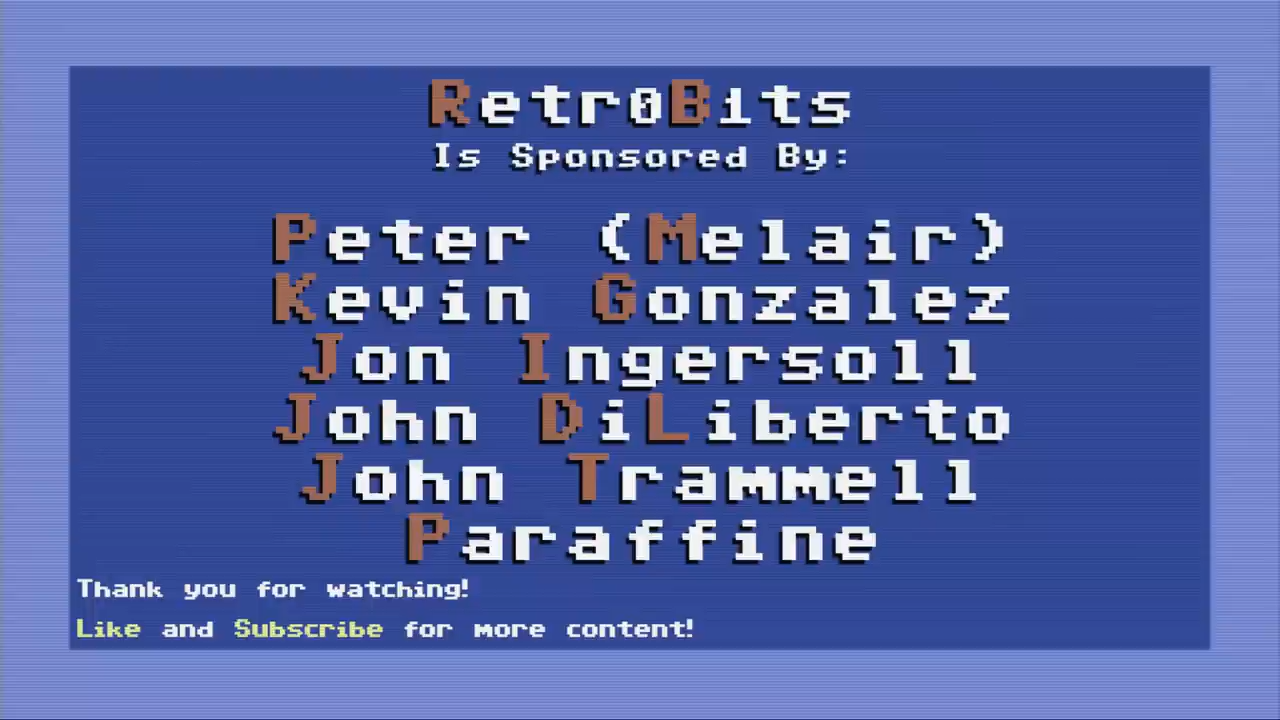 Retr0Bits
Is Sponsored By:
Peter (Melair)
Kevin Gonzalez
Jon Ingersoll
John DiLiberto
John Trammell
Paraffine
Thank you for watching!
Like and Subscribe for more content!